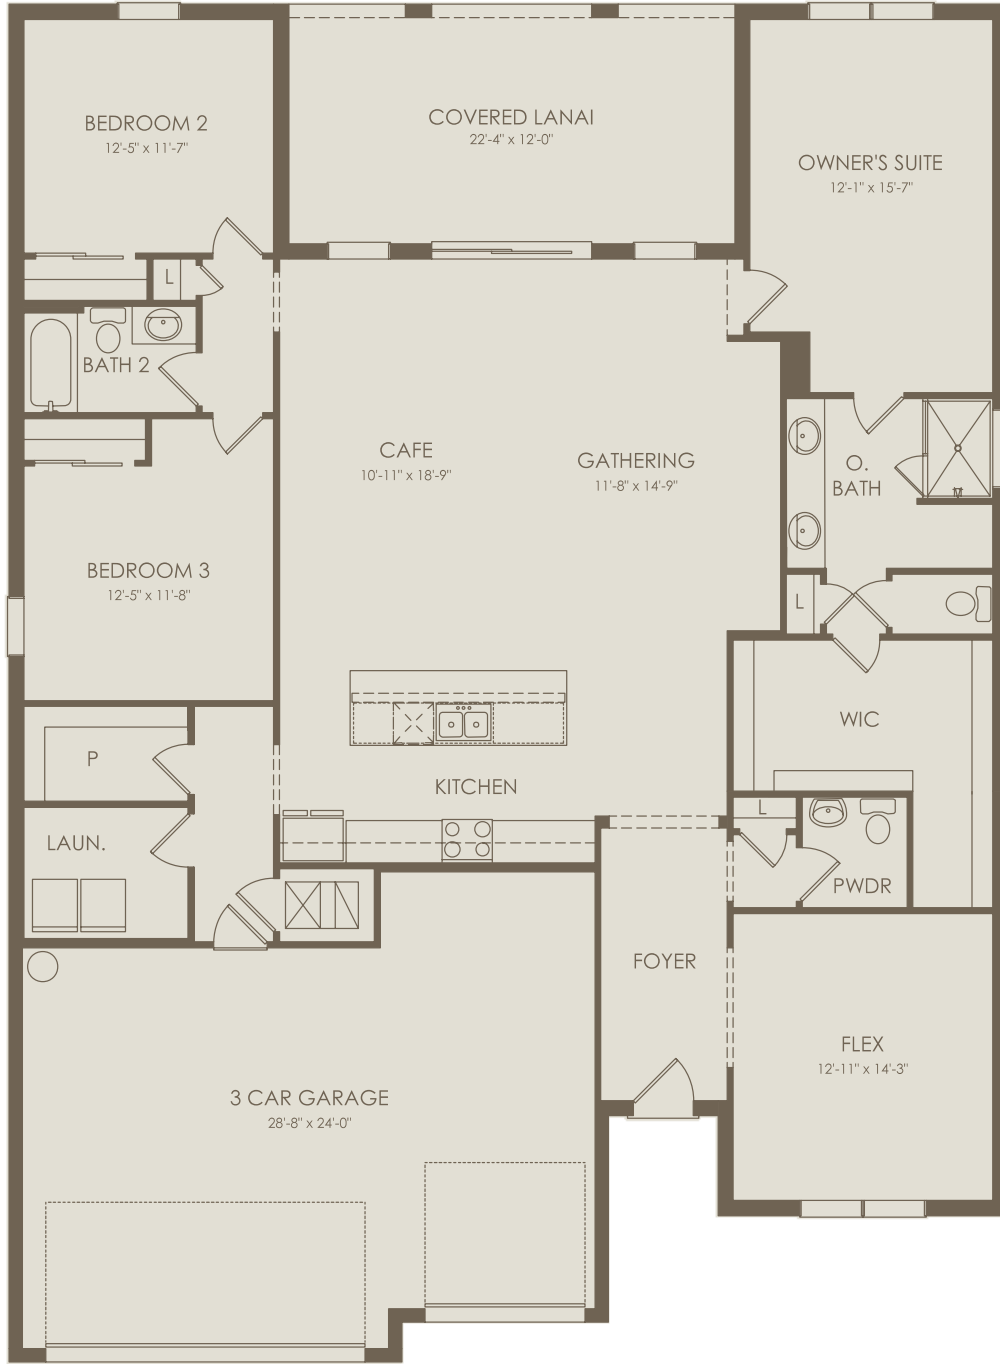 BEDROOM 2
12'-5" x 11'-7"
COVERED LANAI
22'-4" x 12'-0"
OWNER'S SUITE
12'-1" x 15'-7"
L
BATH 2
CAFE
10'-11" x 18'-9"
GATHERING
11'-8" x 14'-9"
O.
BATH
BEDROOM 3
12'-5" x 11'-8"
L
WIC
P
KITCHEN
L
LAUN.
PWDR
FOYER
FLEX
12'-11" x 14'-3"
3 CAR GARAGE
28'-8" x 24'-0"